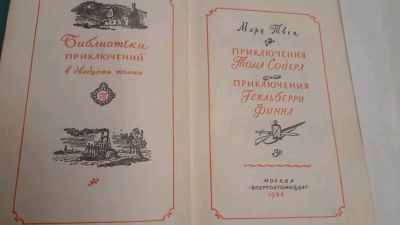 Библиотека
ПРИКЛЮЧЕНИЙ
в двадцати томах
Марк Твен
ПРИКЛЮЧЕНИЯ
Тома Сойера
ПРИКЛЮЧЕНИЯ
Гекльберри
Финна
МОСКВА
«ЭНЕРГОАТОМИЗДАТ»